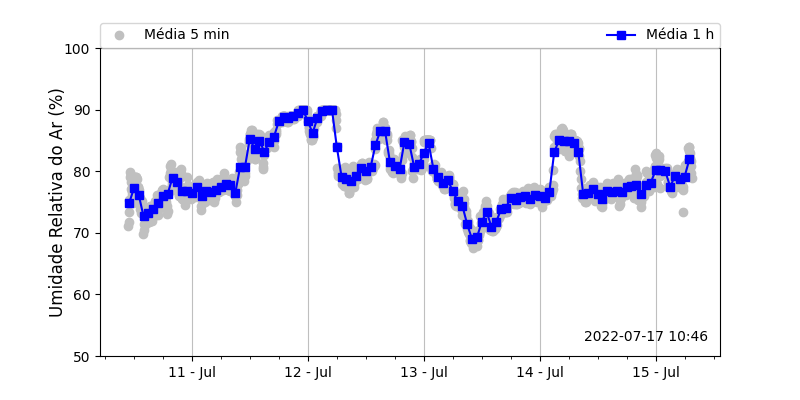 Média 5 min
Média 1 h
100
90
80
70
60
50
Umidade Relativa do Ar (%)
2022-07-17 10:46
11 - Jul
12 - Jul
13 - Jul
14 - Jul
15 - Jul